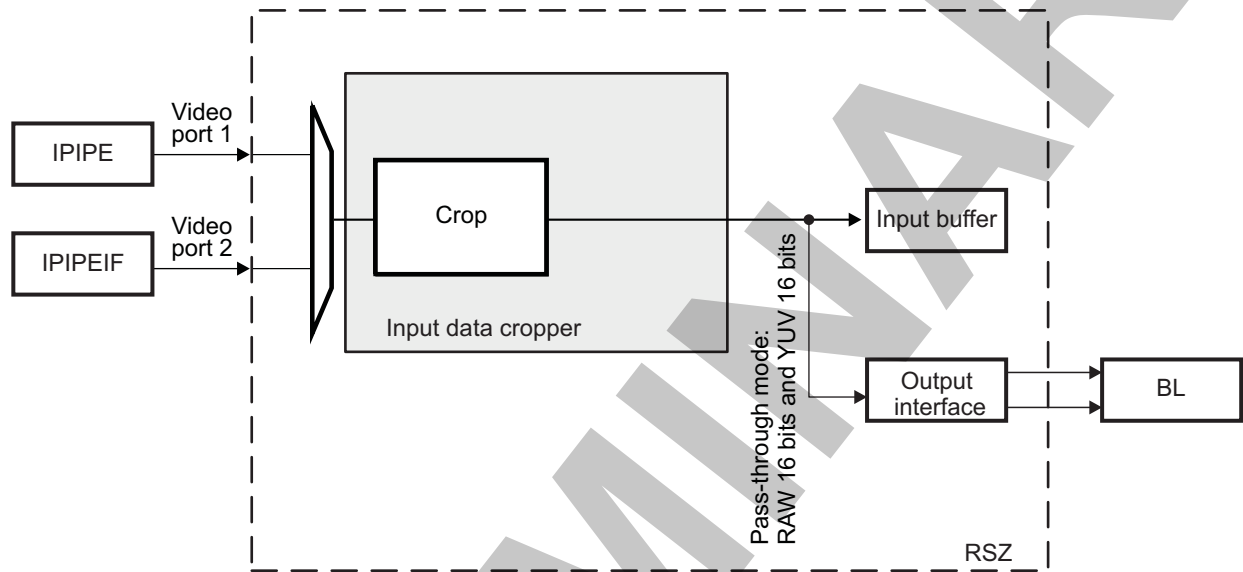 Video
port 1
IPIPE
Video
port 2
IPIPEIF
Crop
Input data cropper
Input buffer
Pass-through mode:
RAW 16 bits and YUV 16 bits
Output
interface
BL
RSZ